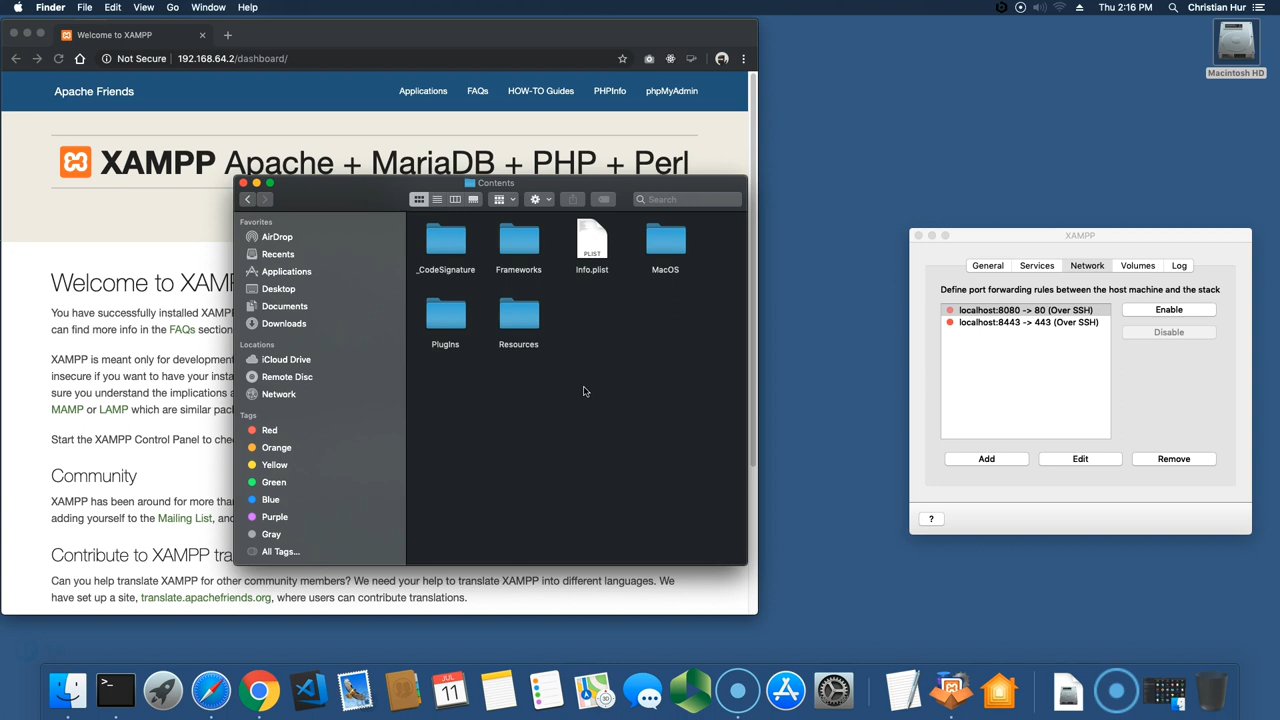 Finder File Edit View Go Window Help
Thu 2:16 PM Christian Hur
Welcome to XAMPP
Not Secure 192.168.64.2/dashboard/
Macintosh HD
Apache Friends Applications FAQs HOW-TO Guides PHPInfo phpMyAdmin
XAMPP Apache + MariaDB + PHP + Perl
Contents
Search
Favorites
AirDrop
Recents
Applications
Desktop
Documents
Downloads
Locations
iCloud Drive
Remote Disc
Network
Tags
Red
Orange
Yellow
Green
Blue
Purple
Gray
All Tags...
_CodeSignature Frameworks Info.plist MacOS
PLIST
PlugIns Resources
Welcome to XAM
You have successfully installed XAMP
can find more info in the FAQs section
XAMPP is meant only for developmen
insecure if you want to have your insta
sure you understand the implications a
MAMP or LAMP which are similar pac
Start the XAMPP Control Panel to che
Community
XAMPP has been around for more tha
adding yourself to the Mailing List, an
Contribute to XAMPP tra
Can you help translate XAMPP for other community members? We need your help to translate XAMPP into different languages. We
have set up a site, translate.apachefriends.org, where users can contribute translations.
XAMPP
General Services Network Volumes Log
Define port forwarding rules between the host machine and the stack
localhost:8080 -> 80 (Over SSH)
localhost:8443 -> 443 (Over SSH)
Enable
Disable
Add Edit Remove
?
JUL
11